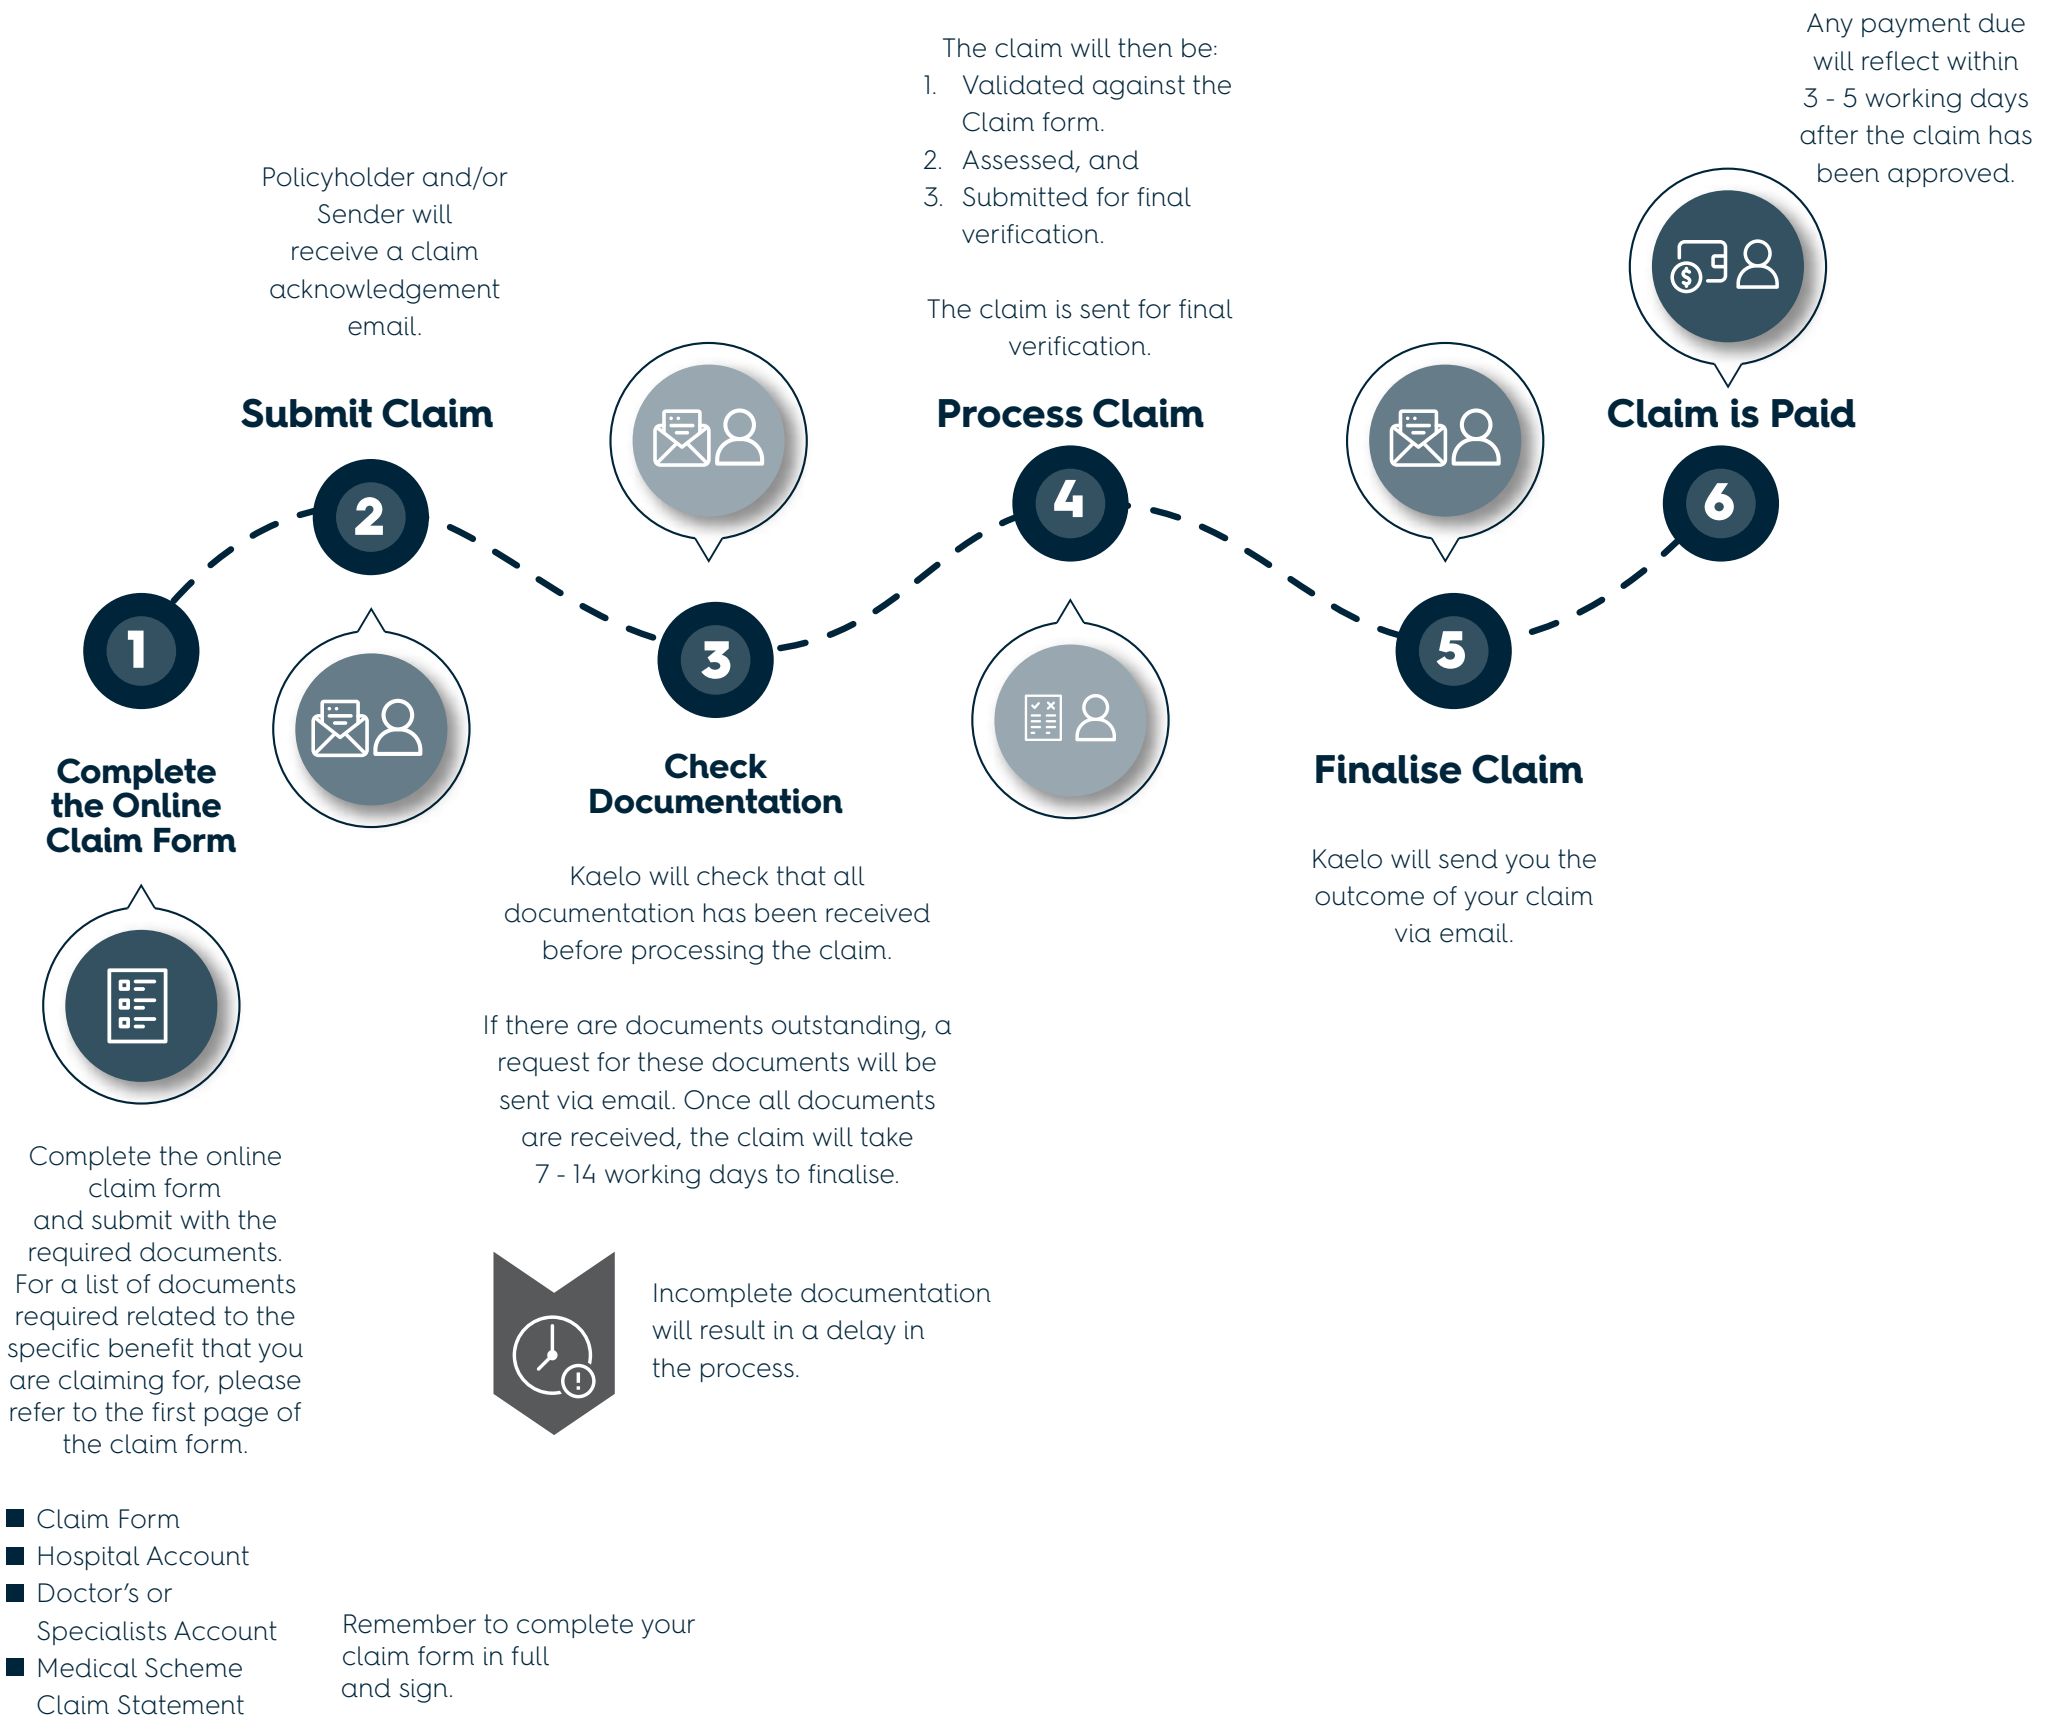 1
Complete
the Online
Claim Form
Complete the online
claim form
and submit with the
required documents.
For a list of documents
required related to the
specific benefit that you
are claiming for, please
refer to the first page of
the claim form.
Claim Form
Hospital Account
Doctor’s or
Specialists Account
Medical Scheme
Claim Statement
Remember to complete your
claim form in full
and sign.
Policyholder and/or
Sender will
receive a claim
acknowledgement
email.
Submit Claim
2
3
Check
Documentation
Kaelo will check that all
documentation has been received
before processing the claim.
If there are documents outstanding, a
request for these documents will be
sent via email. Once all documents
are received, the claim will take
7 - 14 working days to finalise.
Incomplete documentation
will result in a delay in
the process.
The claim will then be:
1. Validated against the
Claim form.
2. Assessed, and
3. Submitted for final
verification.
The claim is sent for final
verification.
Process Claim
4
5
Finalise Claim
Kaelo will send you the
outcome of your claim
via email.
Any payment due
will reflect within
3 - 5 working days
after the claim has
been approved.
$
Claim is Paid
6